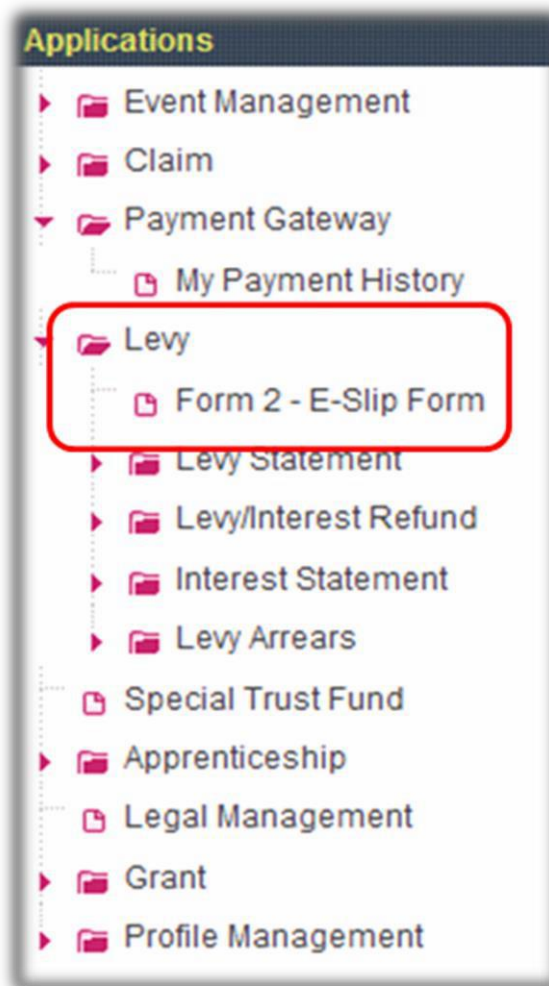 Applications
Event Management
Claim
Payment Gateway
My Payment History
Levy
Form 2 - E-Slip Form
Levy Statement
Levy/Interest Refund
Interest Statement
Levy Arrears
Special Trust Fund
Apprenticeship
Legal Management
Grant
Profile Management